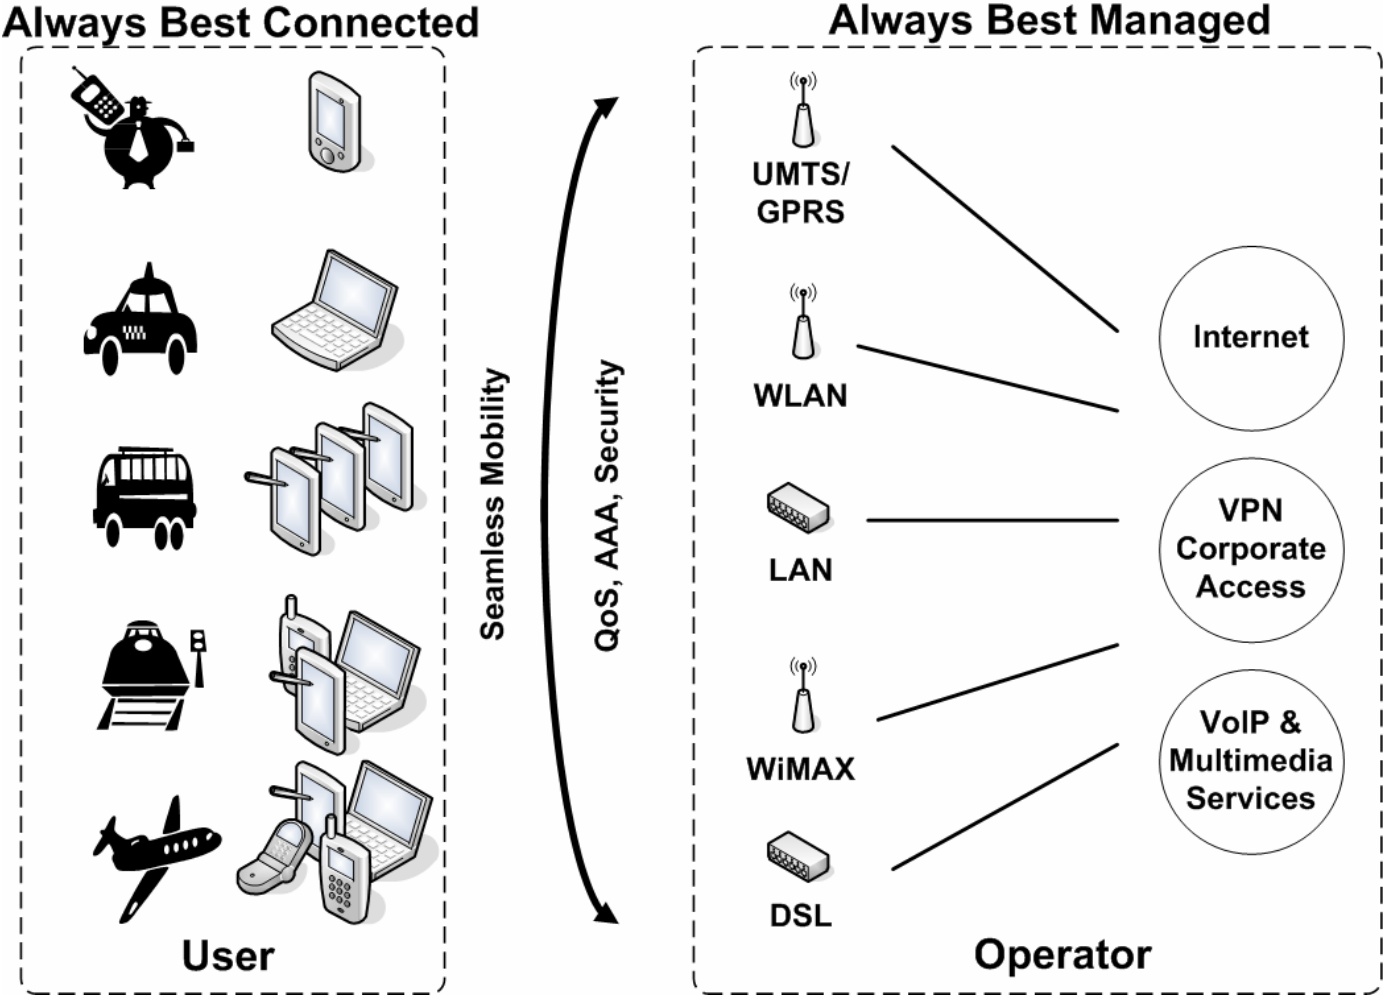 Always Best Connected
User
Seamless Mobility
QoS, AAA, Security
Always Best Managed
UMTS/
GPRS
WLAN
LAN
WiMAX
DSL
Internet
VPN
Corporate
Access
VoIP &
Multimedia
Services
Operator